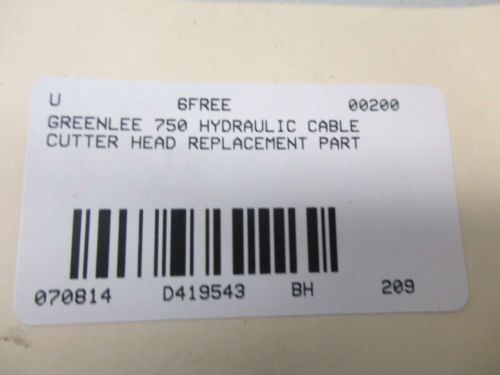 U 6FREE 00200
GREENLEE 750 HYDRAULIC CABLE
CUTTER HEAD REPLACEMENT PART
070814 D419543 BH 209